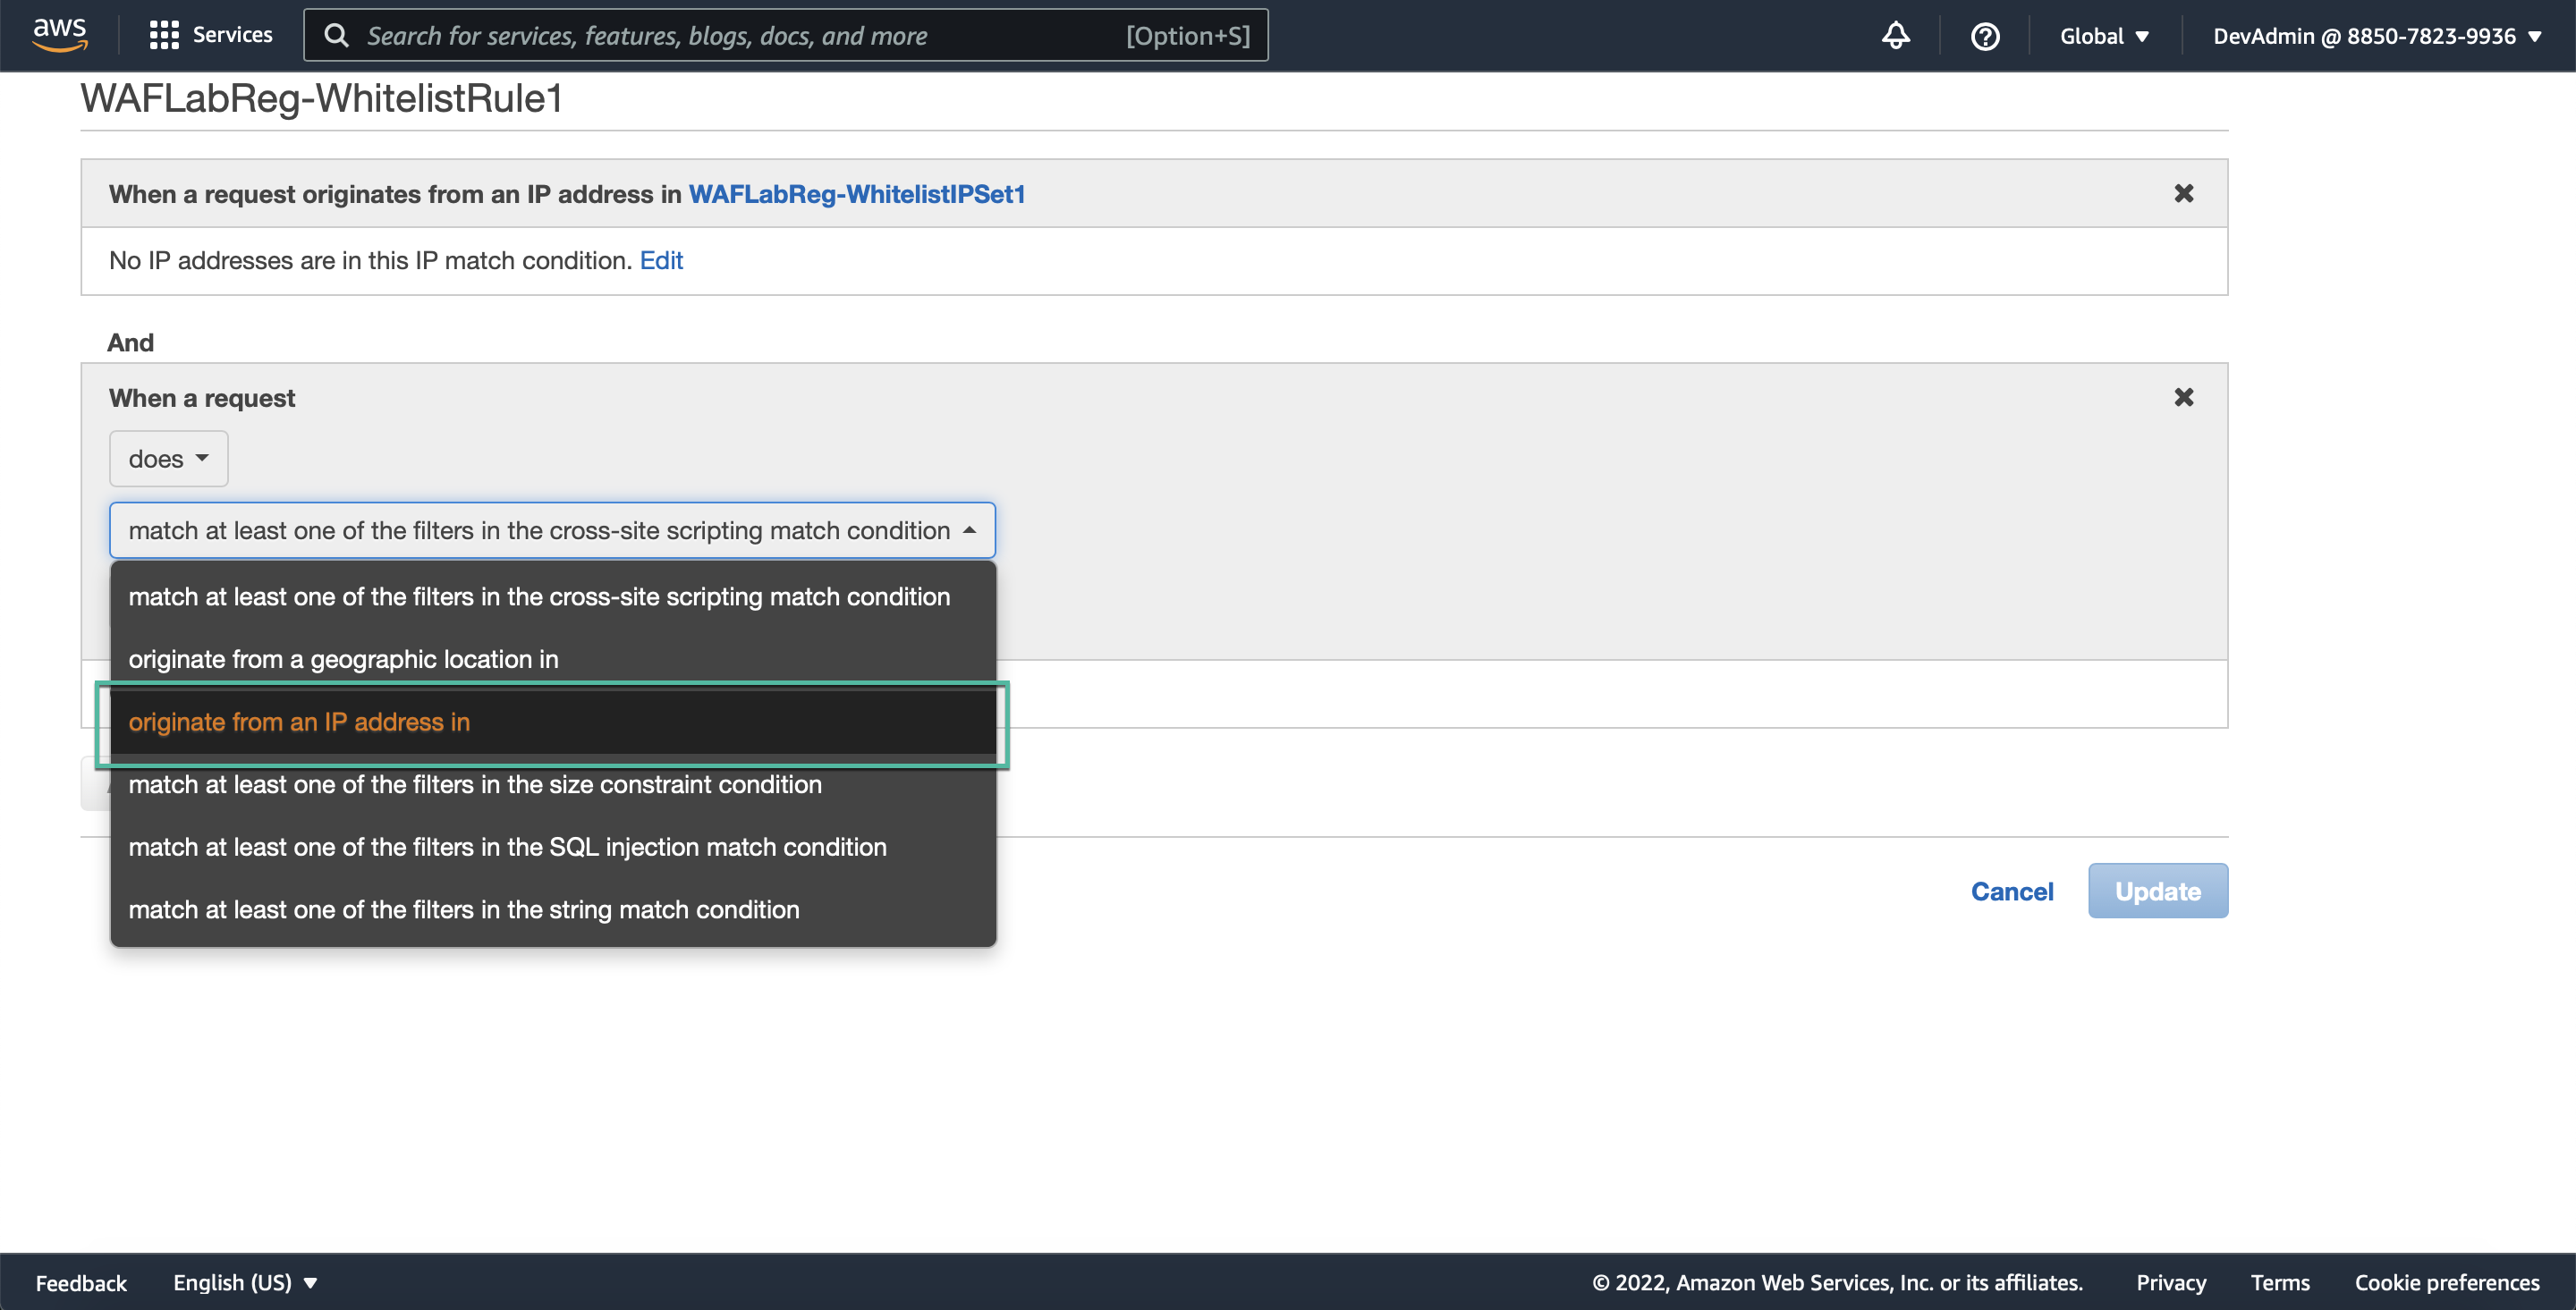 aws Services Search for services, features, blogs, docs, and more [Option+S] Global DevAdmin @ 8850-7823-9936
WAFLabReg-WhitelistRule1
When a request originates from an IP address in WAFLabReg-WhitelistIPSet1
No IP addresses are in this IP match condition. Edit
And
When a request
does
match at least one of the filters in the cross-site scripting match condition
match at least one of the filters in the cross-site scripting match condition
originate from a geographic location in
originate from an IP address in
match at least one of the filters in the size constraint condition
match at least one of the filters in the SQL injection match condition
match at least one of the filters in the string match condition
Cancel Update
Feedback English (US) © 2022, Amazon Web Services, Inc. or its affiliates. Privacy Terms Cookie preferences